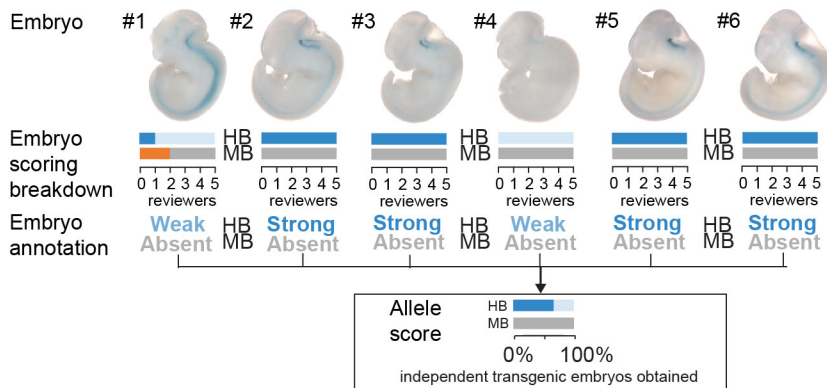 Embryo #1 #2 #3 #4 #5 #6
Embryo scoring breakdown
HB HB HB
MB MB MB
0 1 2 3 4 5 0 1 2 3 4 5 0 1 2 3 4 5 0 1 2 3 4 5 0 1 2 3 4 5 0 1 2 3 4 5
reviewers reviewers reviewers reviewers reviewers reviewers
Embryo annotation
Weak HB Strong Strong HB Weak Strong HB Strong
Absent MB Absent Absent MB Absent Absent MB Absent
Allele score
HB
MB
0% 100%
independent transgenic embryos obtained